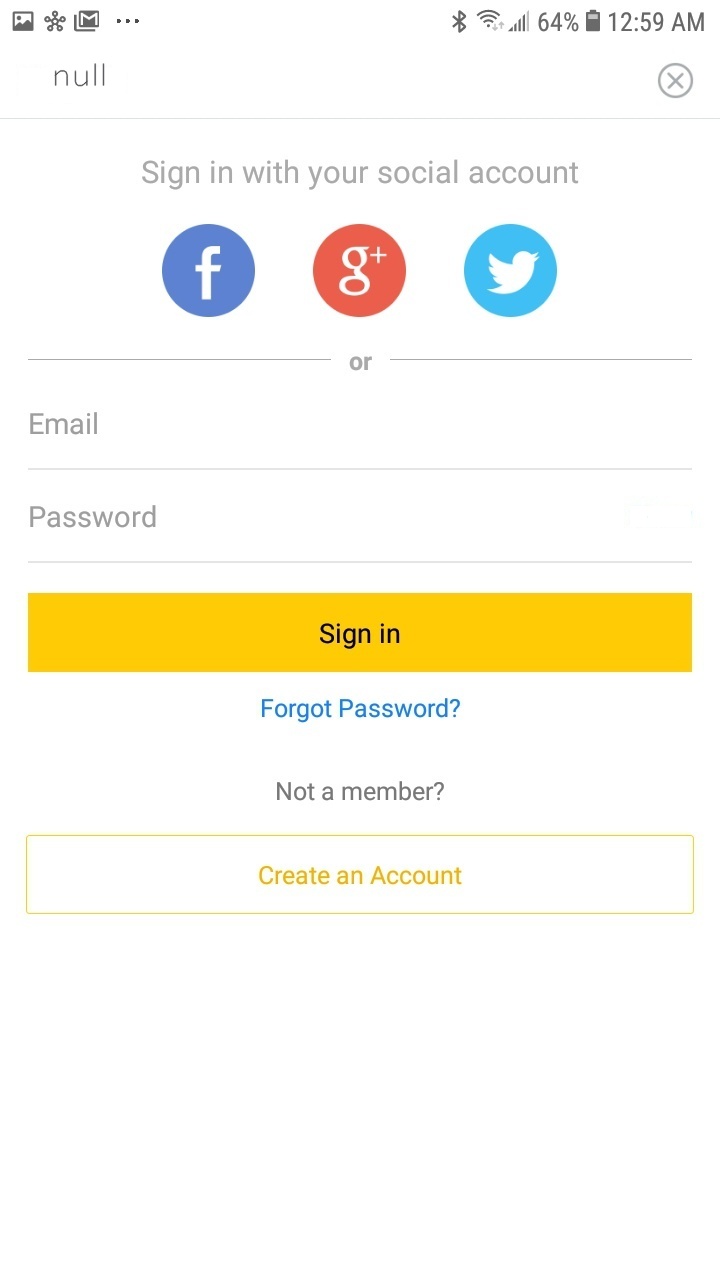 64% 12:59 AM
null
Sign in with your social account
f g+
or
Email
Password
Sign in
Forgot Password?
Not a member?
Create an Account